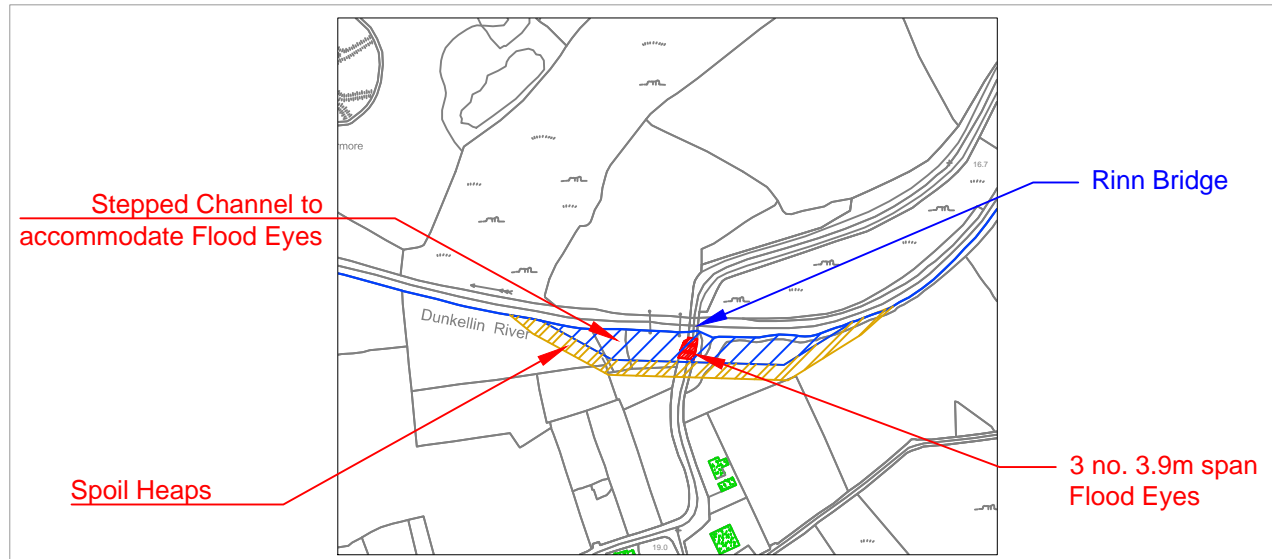 more
16.7
Rinn Bridge
Stepped Channel to
accommodate Flood Eyes
Dunkellin River
Spoil Heaps
3 no. 3.9m span
Flood Eyes
19.0